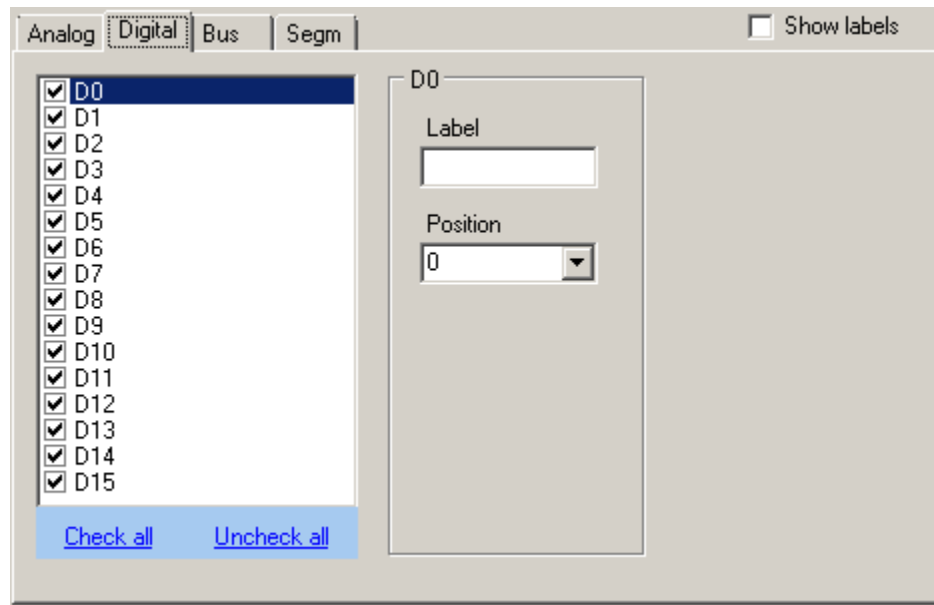 Analog Digital Bus Segm Show labels
D0
D1
D2
D3
D4
D5
D6
D7
D8
D9
D10
D11
D12
D13
D14
D15
Check all Uncheck all
D0
Label
Position
0